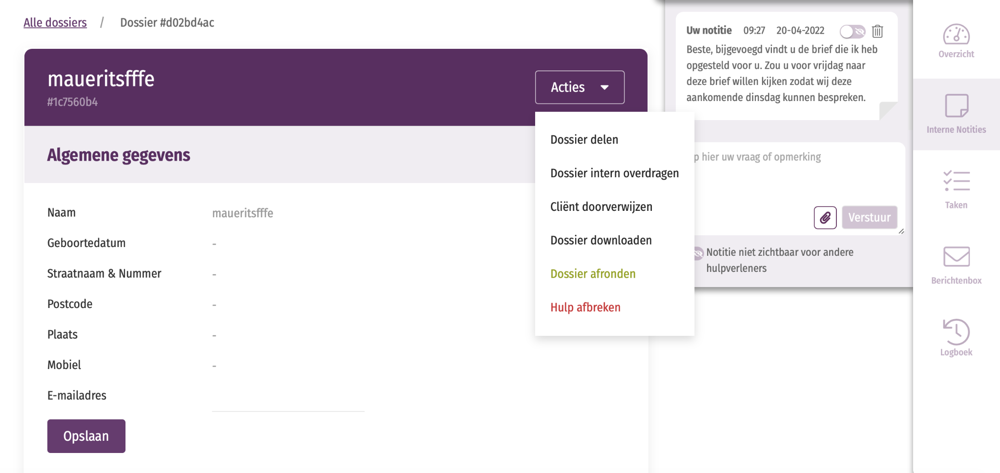 Alle dossiers / Dossier #d02bd4ac
maueritsfffe
#1c7560b4
Acties
Dossier delen
Dossier intern overdragen
Cliënt doorverwijzen
Dossier downloaden
Dossier afronden
Hulp afbreken
Algemene gegevens
Naam maueritsfffe
Geboortedatum -
Straatnaam & Nummer -
Postcode -
Plaats -
Mobiel -
E-mailadres
Opslaan
Uw notitie 09:27 20-04-2022
Beste, bijgevoegd vindt u de brief die ik heb
opgesteld voor u. Zou u voor vrijdag naar
deze brief willen kijken zodat wij deze
aankomende dinsdag kunnen bespreken.
hier uw vraag of opmerking
Verstuur
Notitie niet zichtbaar voor andere
hulpverleners
Overzicht
Interne Notities
Taken
Berichtenbox
Logboek